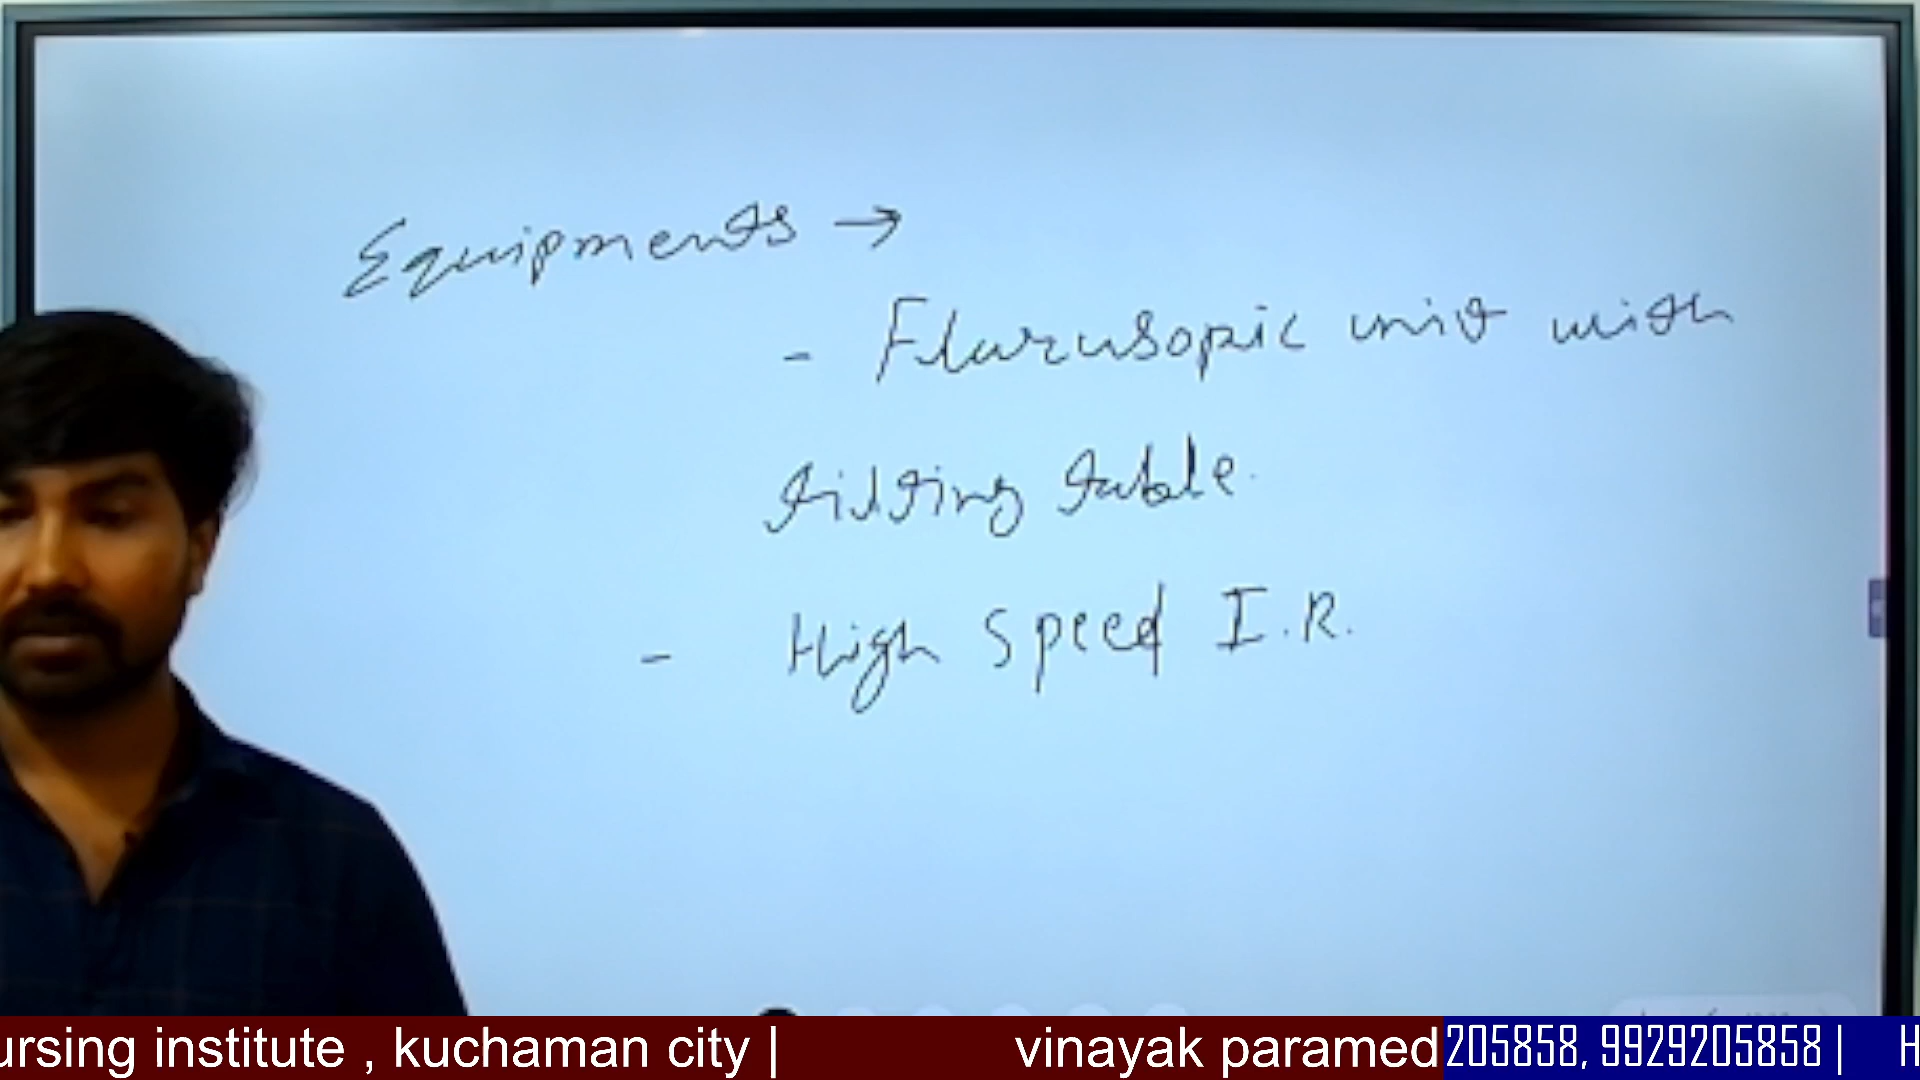 Equipments →
- Flurusopic unit with
tilting table.
- High Speed I.R.
ursing institute , kuchaman city |
vinayak paramed
205858, 9929205858 |
H